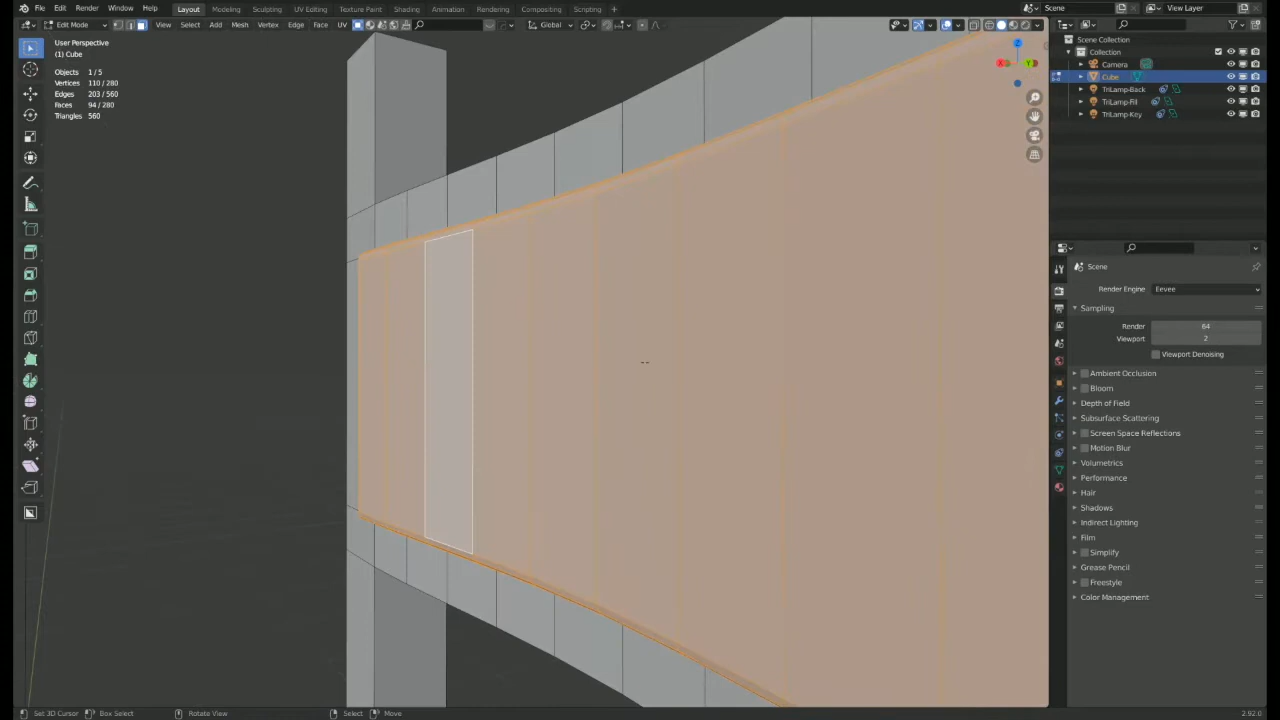 File Edit Render Window Help Layout Modeling Sculpting UV Editing Texture Paint Shading Animation Rendering Compositing Scripting + Scene View Layer
Edit Mode View Select Add Mesh Vertex Edge Face UV Global
User Perspective
(1) Cube
Objects 1/5
Vertices 110/280
Edges 203/560
Faces 94/280
Triangles 560
Z
X
Y
Scene Collection
Collection
Camera
Cube
TriLamp-Back
TriLamp-Fill
TriLamp-Key
Scene
Render Engine Eevee
Sampling
Render 64
Viewport 2
Viewport Denoising
Ambient Occlusion
Bloom
Depth of Field
Subsurface Scattering
Screen Space Reflections
Motion Blur
Volumetrics
Performance
Hair
Shadows
Indirect Lighting
Film
Simplify
Grease Pencil
Freestyle
Color Management
Set 3D Cursor Box Select Rotate View Select Move 2.92.0